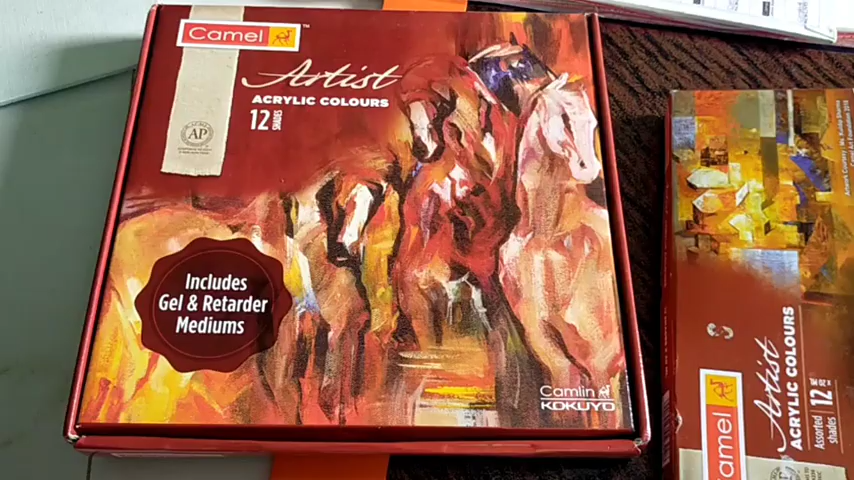 Camel
Artist
ACRYLIC COLOURS
12 SHADES
AP
Includes
Gel & Retarder
Mediums
Camlin
KOKUYO
Camel
Artist
ACRYLIC COLOURS
Assorted
shades
12